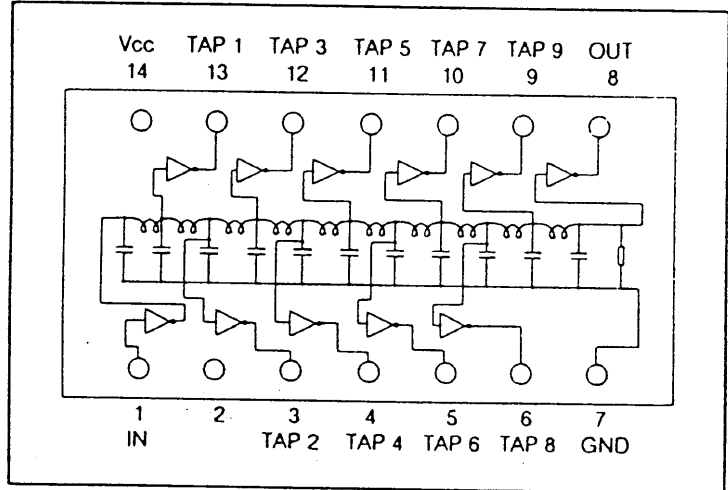 Vcc TAP 1 TAP 3 TAP 5 TAP 7 TAP 9 OUT
14 13 12 11 10 9 8
1 2 3 4 5 6 7
IN TAP 2 TAP 4 TAP 6 TAP 8 GND